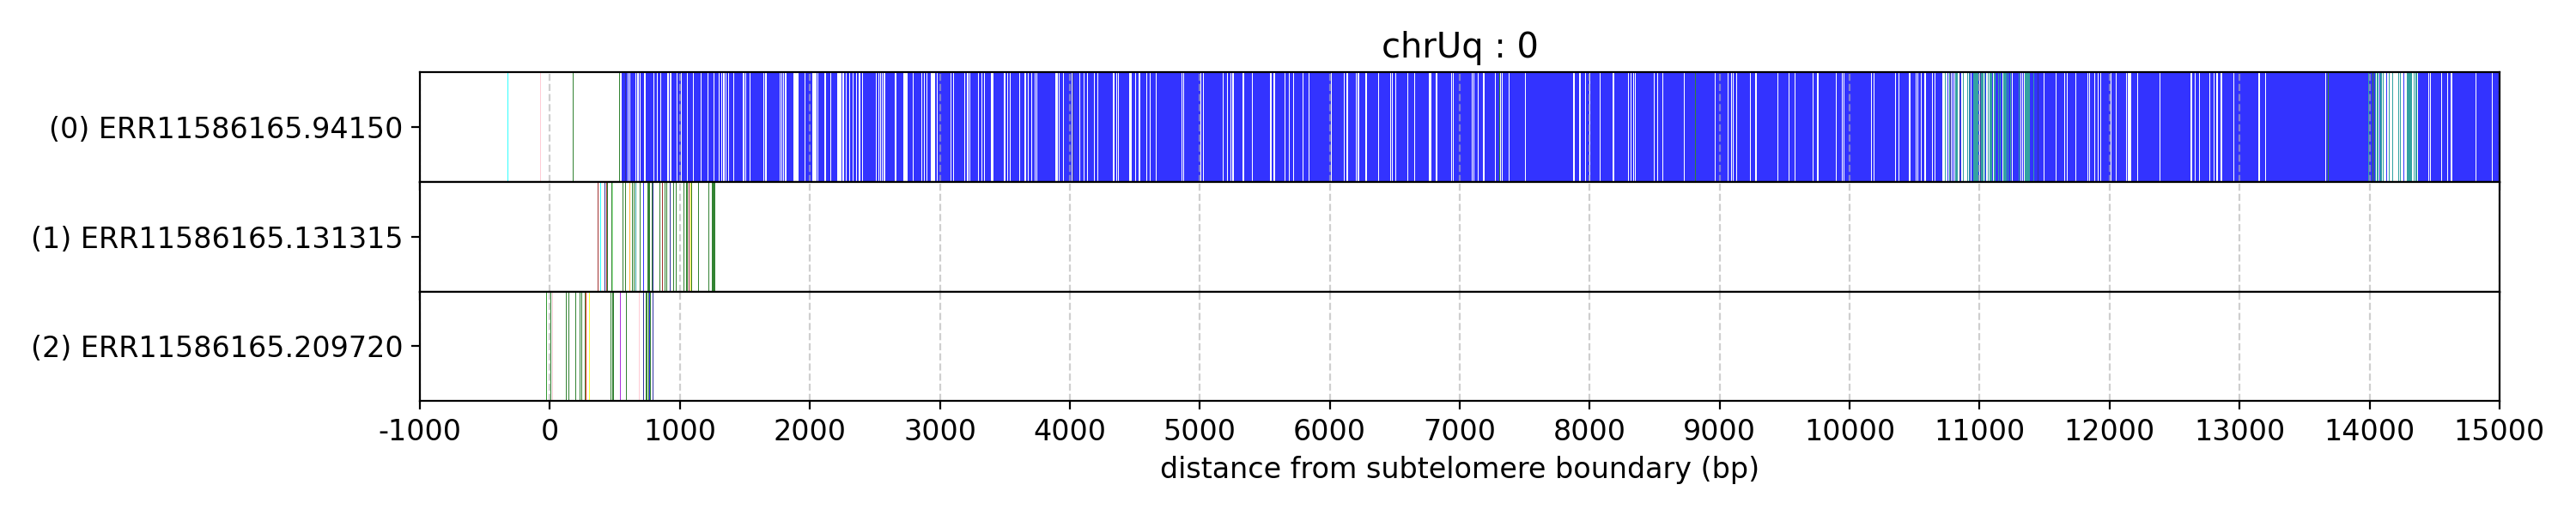 chrUq : 0
(0) ERR11586165.94150
(1) ERR11586165.131315
(2) ERR11586165.209720
-1000 0 1000 2000 3000 4000 5000 6000 7000 8000 9000 10000 11000 12000 13000 14000 15000
distance from subtelomere boundary (bp)